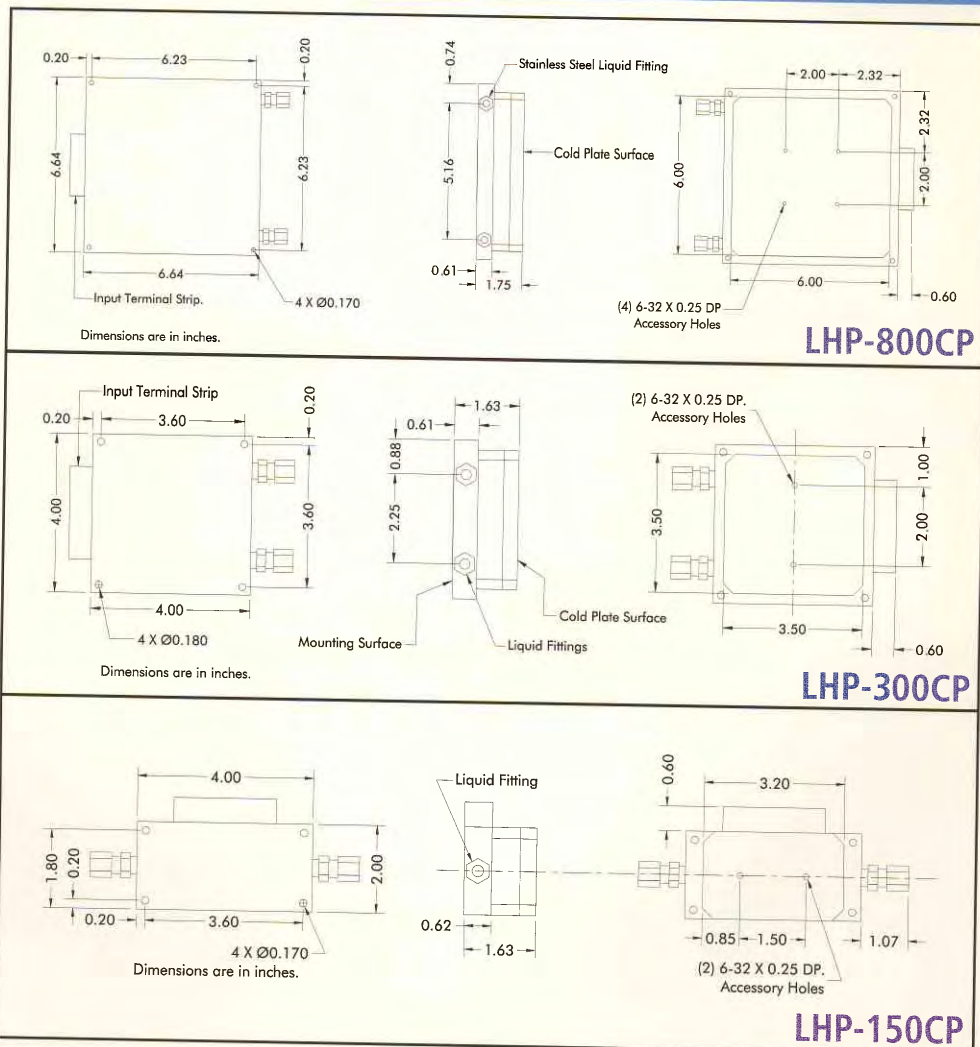 0.20
6.23
0.20
6.64
6.23
6.64
Input Terminal Strip.
4 X Ø0.170
Dimensions are in inches.
0.74
Stainless Steel Liquid Fitting
5.16
Cold Plate Surface
0.61
1.75
2.00
2.32
6.00
2.32
2.00
6.00
0.60
(4) 6-32 X 0.25 DP
Accessory Holes
LHP-800CP
Input Terminal Strip
0.20
3.60
0.20
4.00
3.60
4.00
4 X Ø0.180
Dimensions are in inches.
1.63
0.61
0.88
2.25
Cold Plate Surface
Mounting Surface
Liquid Fittings
(2) 6-32 X 0.25 DP.
Accessory Holes
1.00
3.50
2.00
3.50
0.60
LHP-300CP
4.00
1.80
0.20
2.00
0.20
3.60
4 X Ø0.170
Dimensions are in inches.
Liquid Fitting
0.62
1.63
0.60
3.20
0.85
1.50
1.07
(2) 6-32 X 0.25 DP.
Accessory Holes
LHP-150CP